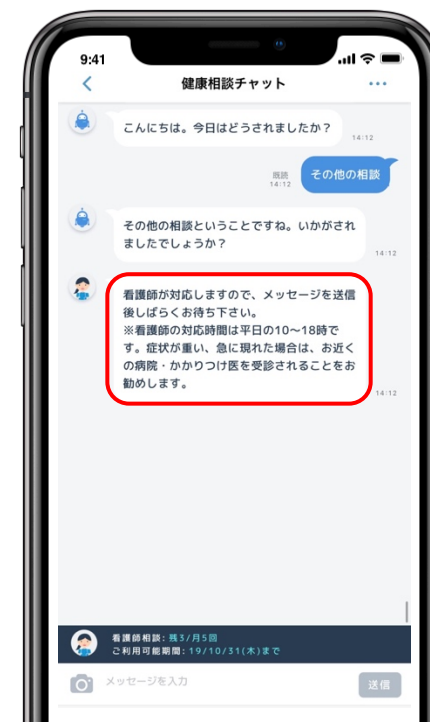 9:41
健康相談チャット
こんにちは。今日はどうされましたか？
14:12
既読
14:12
その他の相談
その他の相談ということですね。いかがされ
ましたでしょうか？
14:12
看護師が対応しますので、メッセージを送信
後しばらくお待ち下さい。
※看護師の対応時間は平日の10〜18時で
す。症状が重い、急に現れた場合は、お近く
の病院・かかりつけ医を受診されることをお
勧めします。
14:12
看護師相談：残3/月5回
ご利用可能期間：19/10/31(木)まで
メッセージを入力
送信